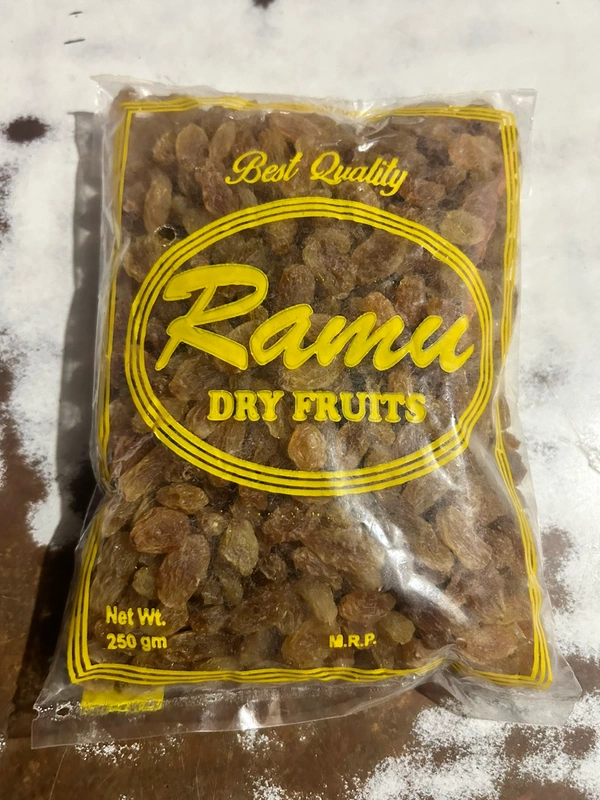 Best Quality
Ramu
DRY FRUITS
Net Wt.
250 gm
M.R.P.